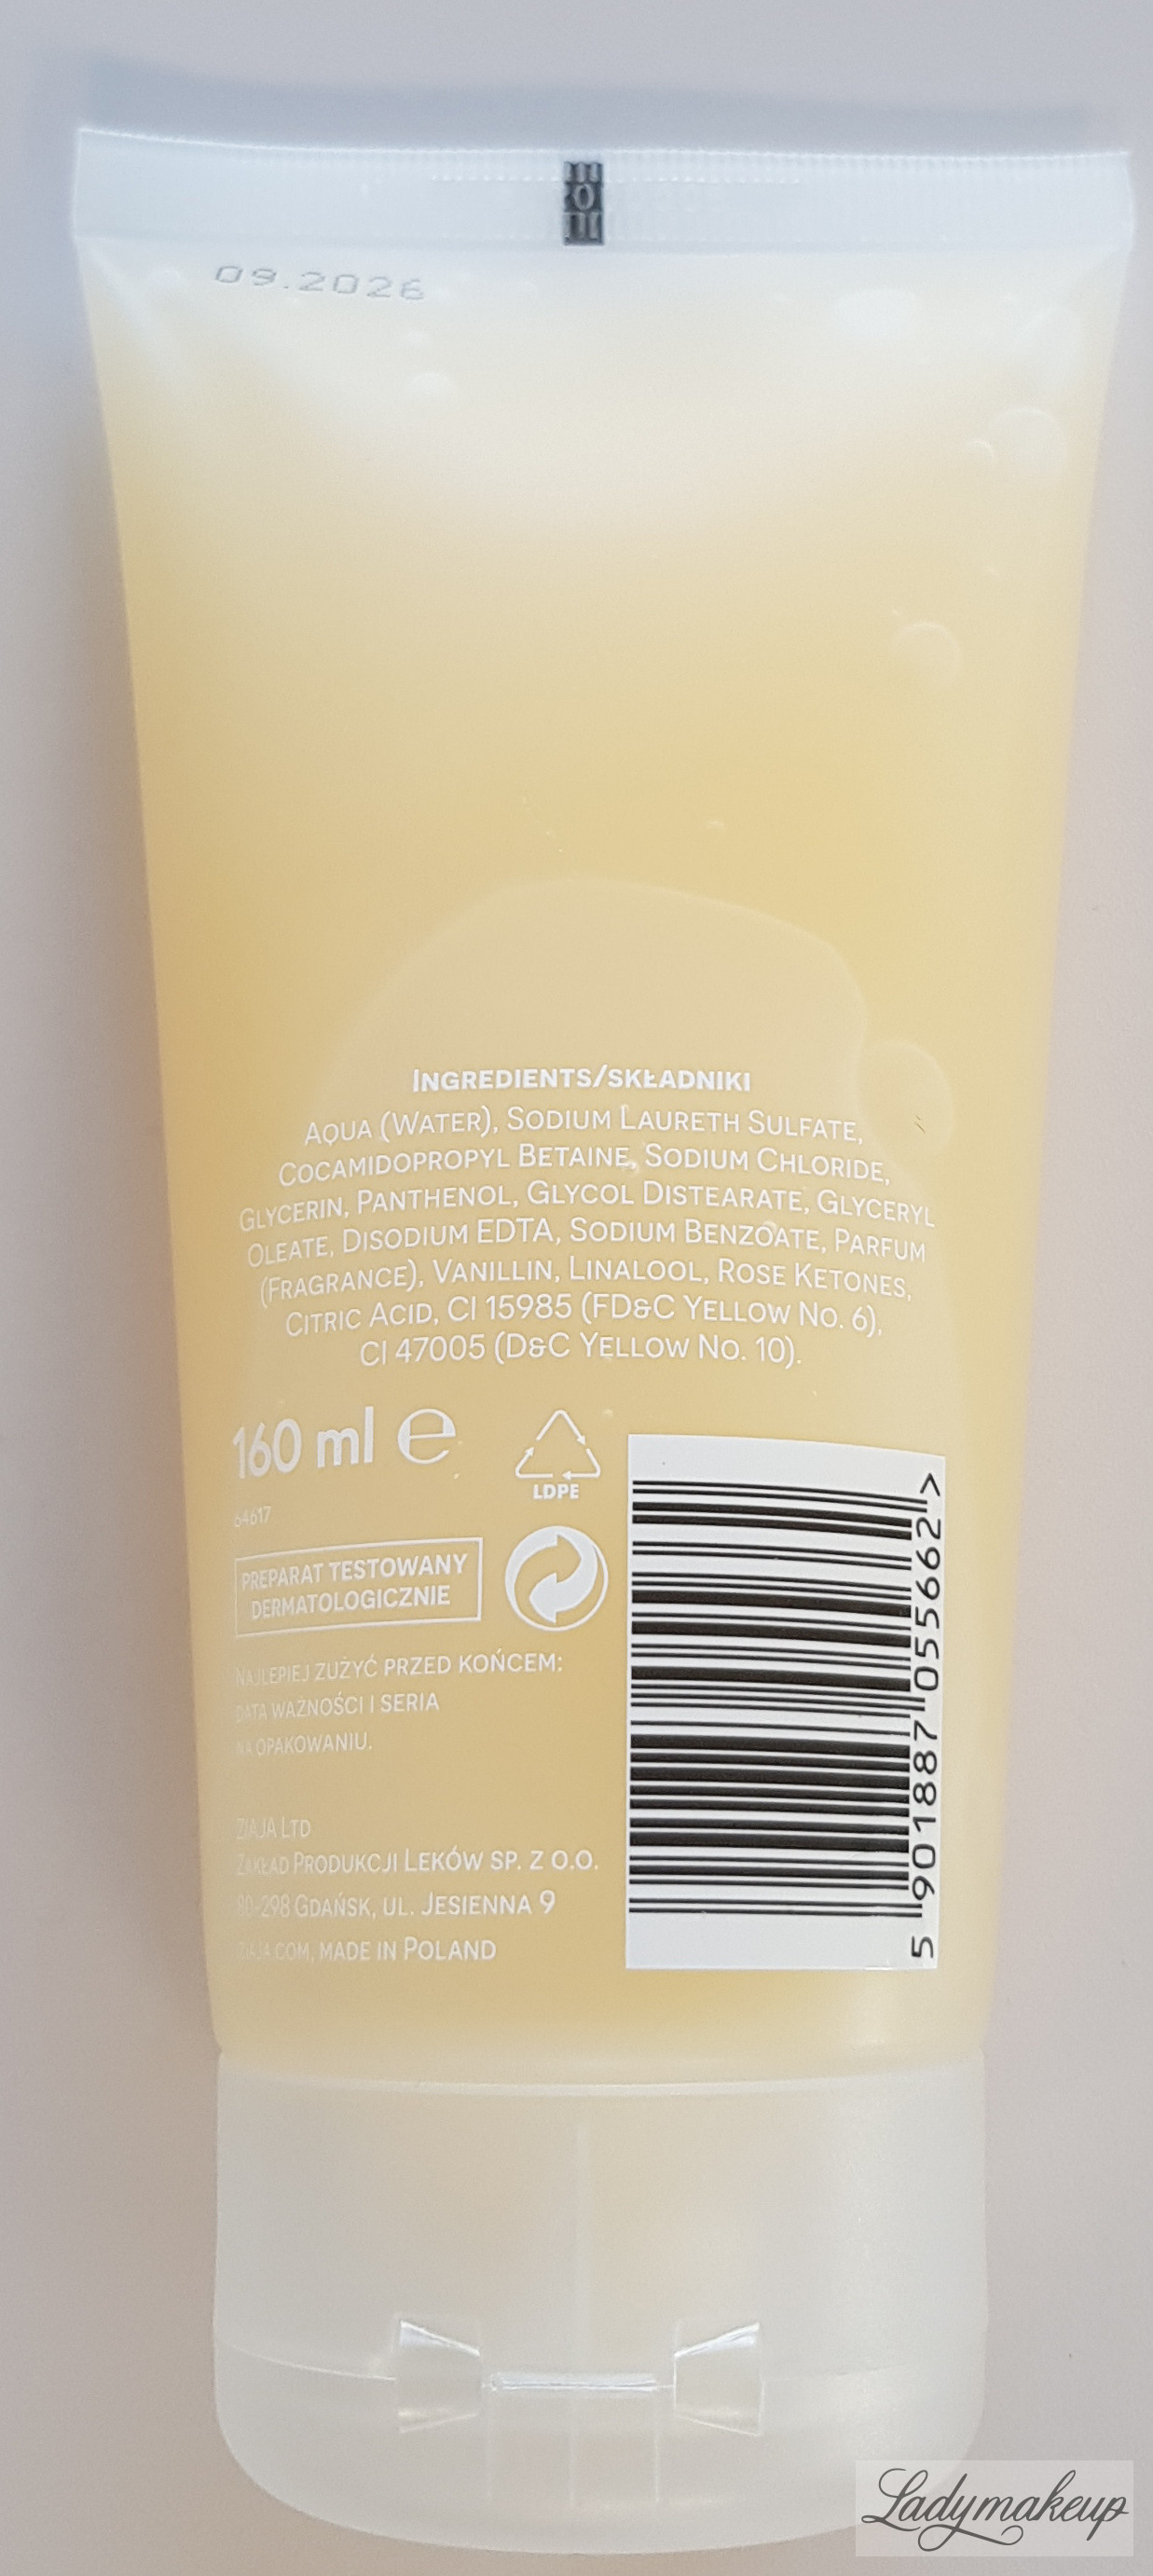 09.2026
INGREDIENTS/SKŁADNIKI
AQUA (WATER), SODIUM LAURETH SULFATE,
COCAMIDOPROPYL BETAINE, SODIUM CHLORIDE,
GLYCERIN, PANTHENOL, GLYCOL DISTEARATE, GLYCERYL
OLEATE, DISODIUM EDTA, SODIUM BENZOATE, PARFUM
(FRAGRANCE), VANILLIN, LINALOOL, ROSE KETONES,
CITRIC ACID, CI 15985 (FD&C YELLOW NO. 6),
CI 47005 (D&C YELLOW NO. 10).
160 ml e
LDPE
64617
PREPARAT TESTOWANY
DERMATOLOGICZNIE
NAJLEPIEJ ZUŻYĆ PRZED KOŃCEM:
DATA WAŻNOŚCI I SERIA
NA OPAKOWANIU.
ZIAJA LTD
ZAKŁAD PRODUKCJI LEKÓW SP. Z O.O.
80-298 GDAŃSK, UL. JESIENNA 9
ZIAJA.COM, MADE IN POLAND
5 901887 055662 >
Ladymakeup